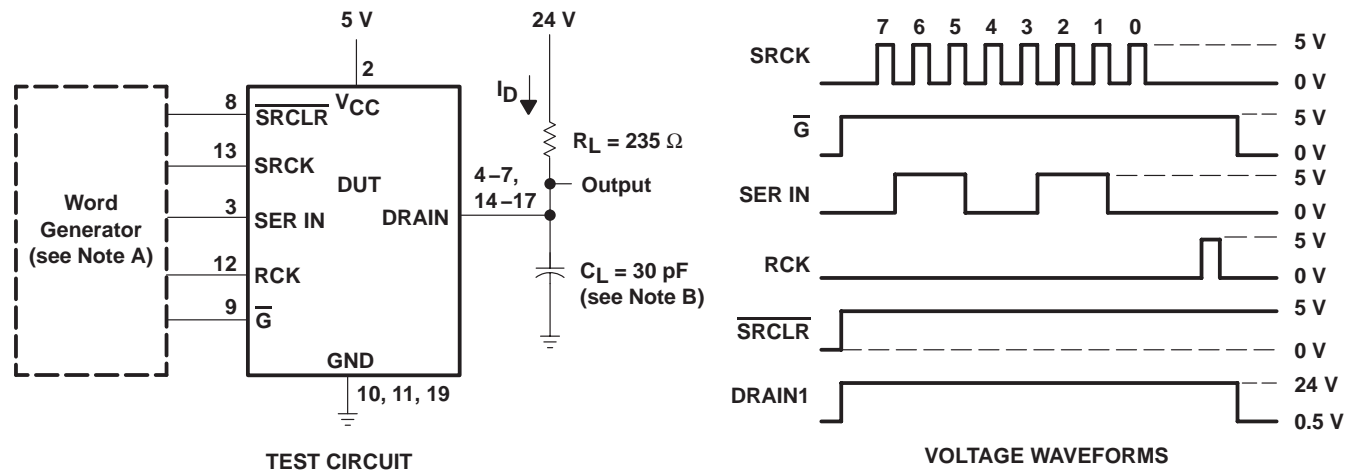 5 V
24 V
2
VCC
8
SRCLR
13
SRCK
3
SER IN
12
RCK
9
G
DUT
DRAIN
GND
10, 11, 19
Word
Generator
(see Note A)
ID
RL = 235 Ω
4–7,
14–17
Output
CL = 30 pF
(see Note B)
TEST CIRCUIT
7 6 5 4 3 2 1 0
SRCK
5 V
0 V
G
5 V
0 V
SER IN
5 V
0 V
RCK
5 V
0 V
SRCLR
5 V
0 V
DRAIN1
24 V
0.5 V
VOLTAGE WAVEFORMS